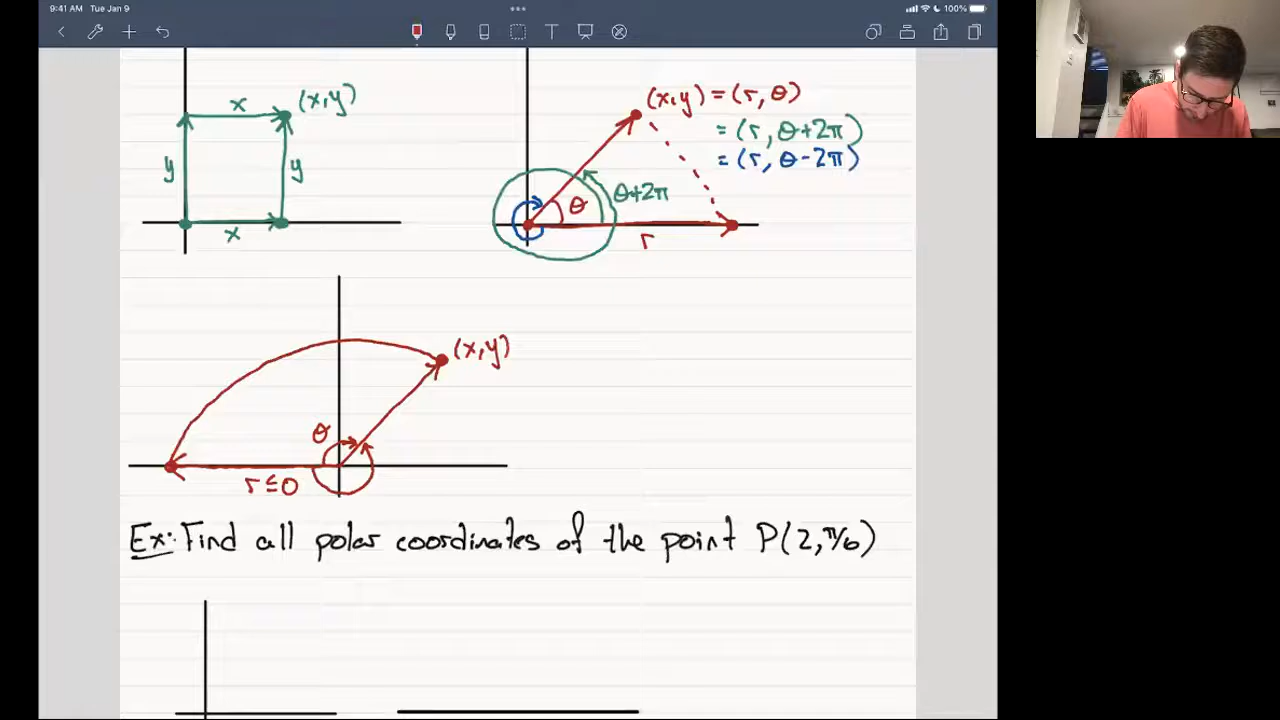 9:41 AM Tue Jan 9
100%
x
(x,y)
y
y
x
(x,y) = (r, θ)
= (r, θ+2π)
= (r, θ-2π)
θ+2π
θ
r
(x,y)
θ
r≤0
Ex: Find all polar coordinates of the point P(2,π/6)